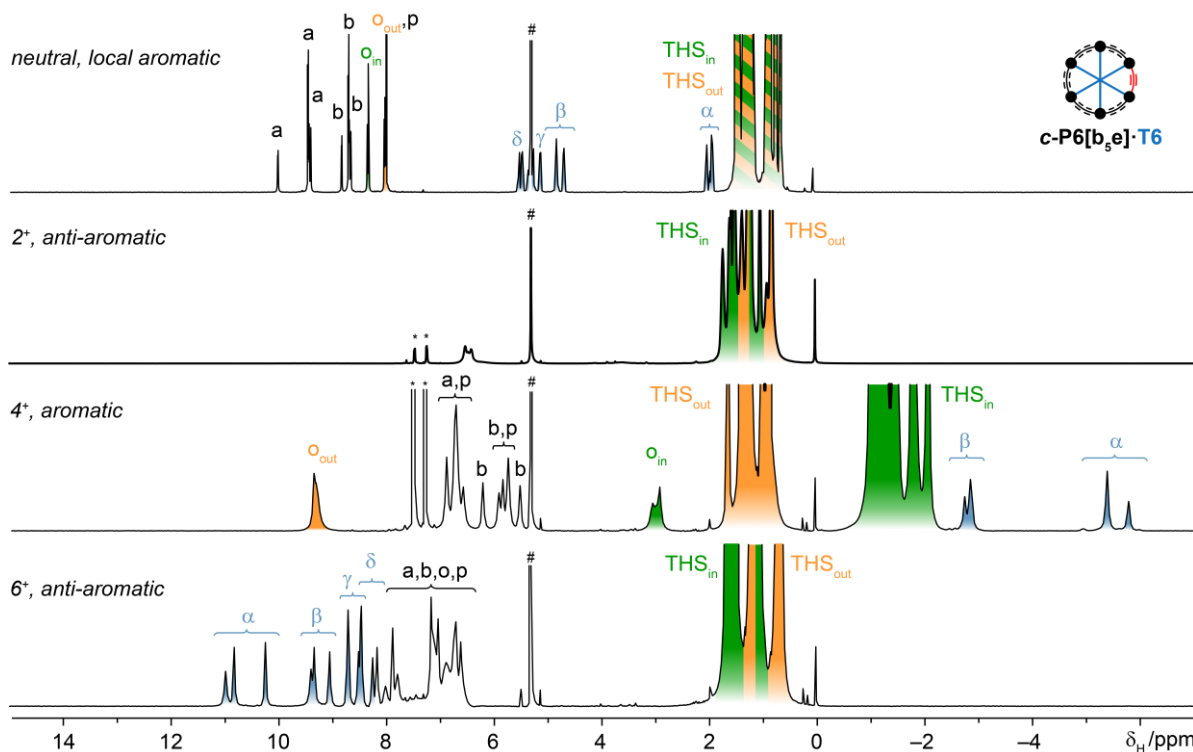 neutral, local aromatic
a
a
a
b
b
b
o_in
o_out,p
#
δ
γ
β
α
THS_in
THS_out
c-P6[b₅e]·T6
2⁺, anti-aromatic
*
*
#
THS_in
THS_out
4⁺, aromatic
o_out
*
*
a,p
b
b,p
b
#
o_in
THS_out
THS_in
β
α
6⁺, anti-aromatic
α
β
γ
δ
a,b,o,p
#
THS_in
THS_out
14
12
10
8
6
4
2
0
−2
−4
δ_H/ppm